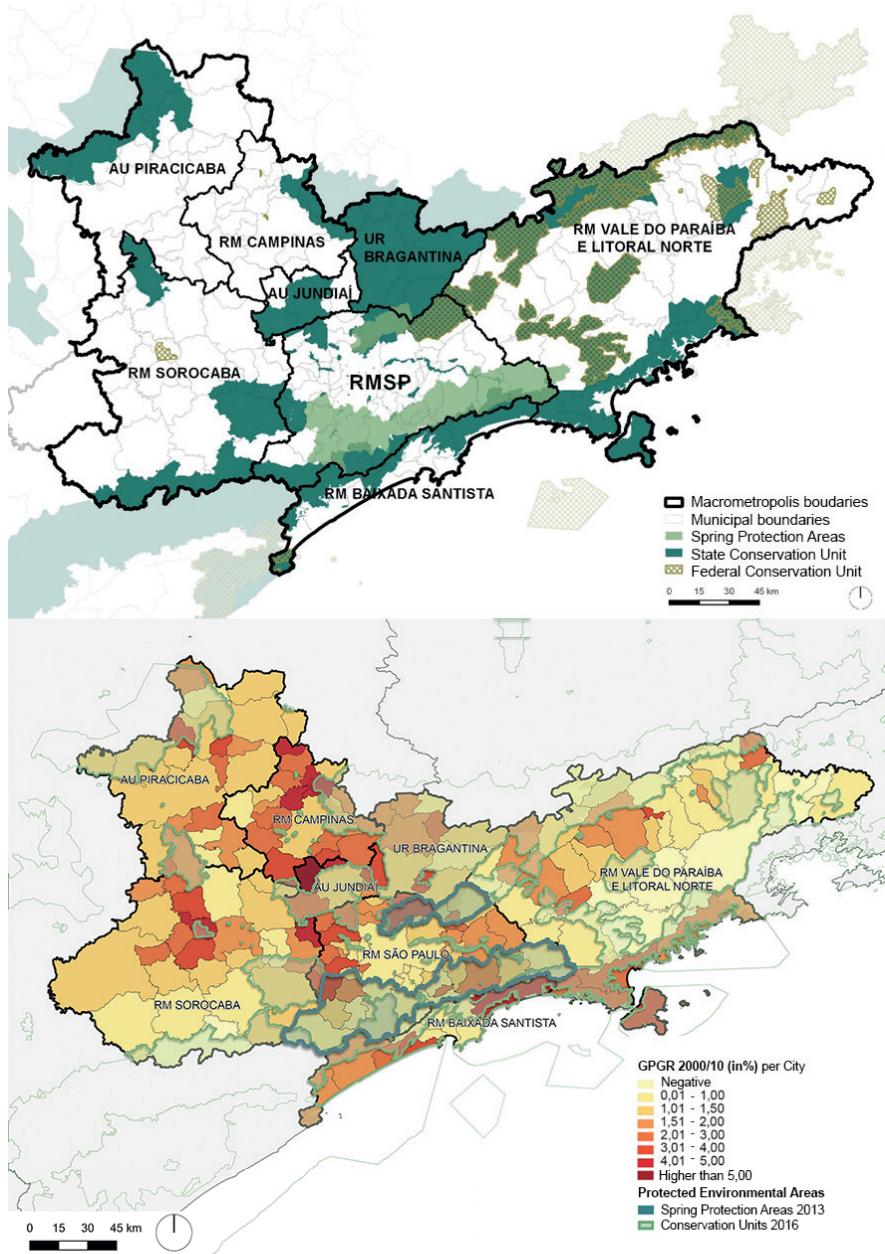 AU PIRACICABA
RM CAMPINAS
UR
BRAGANTINA
RM VALE DO PARAÍBA
E LITORAL NORTE
AU JUNDIAÍ
RM SOROCABA
RMSP
RM BAIXADA SANTISTA
Macrometropolis boudaries
Municipal boundaries
Spring Protection Areas
State Conservation Unit
Federal Conservation Unit
0 15 30 45 km
AU PIRACICABA
RM CAMPINAS
UR BRAGANTINA
RM VALE DO PARAÍBA
E LITORAL NORTE
AU JUNDIAÍ
RM SÃO PAULO
RM SOROCABA
RM BAIXADA SANTISTA
GPGR 2000/10 (in%) per City
Negative
0,01 - 1,00
1,01 - 1,50
1,51 - 2,00
2,01 - 3,00
3,01 - 4,00
4,01 - 5,00
Higher than 5,00
Protected Environmental Areas
Spring Protection Areas 2013
Conservation Units 2016
0 15 30 45 km